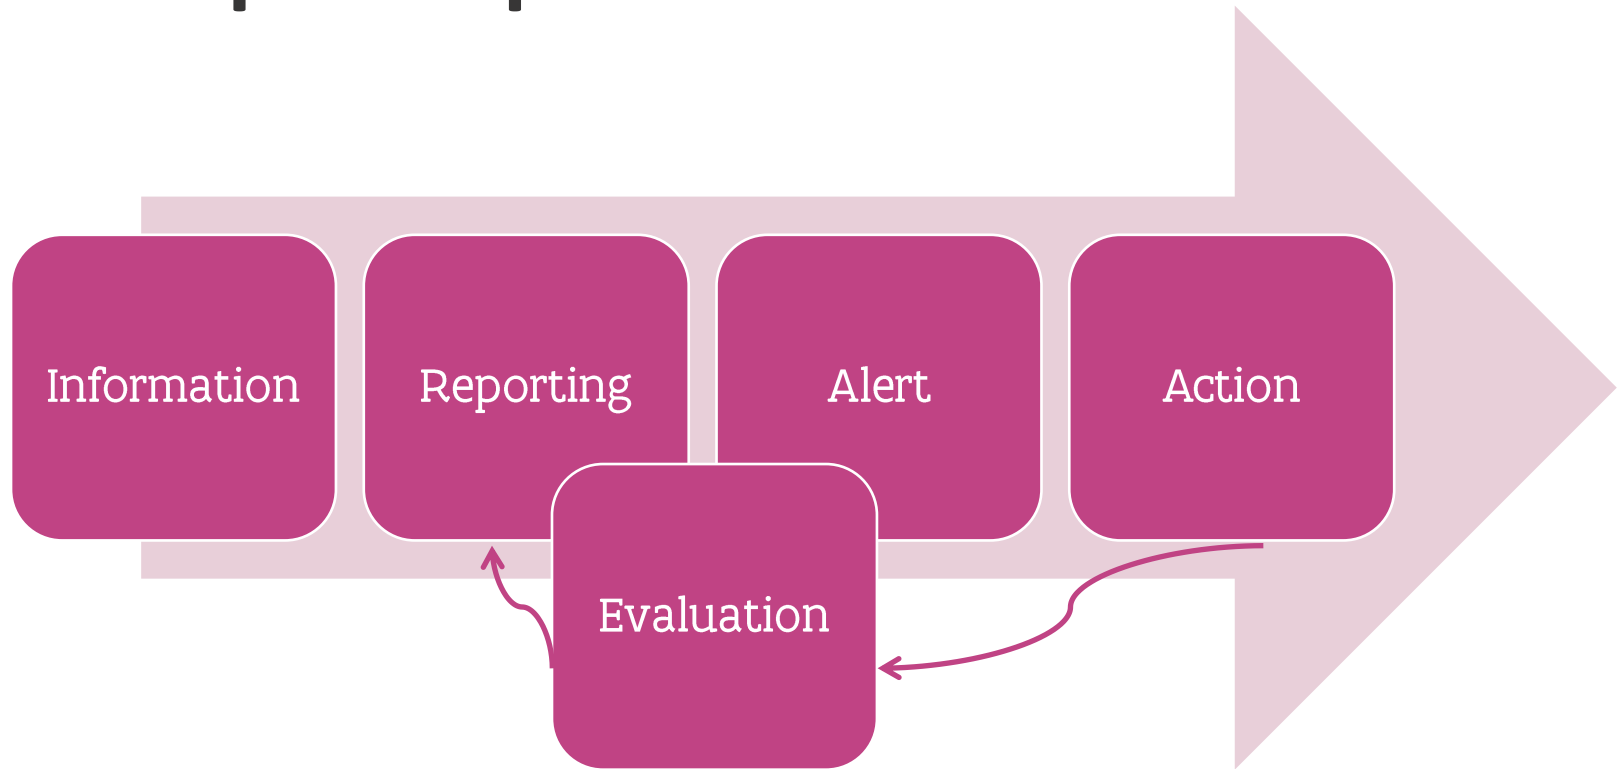 Information
Reporting
Alert
Action
Evaluation